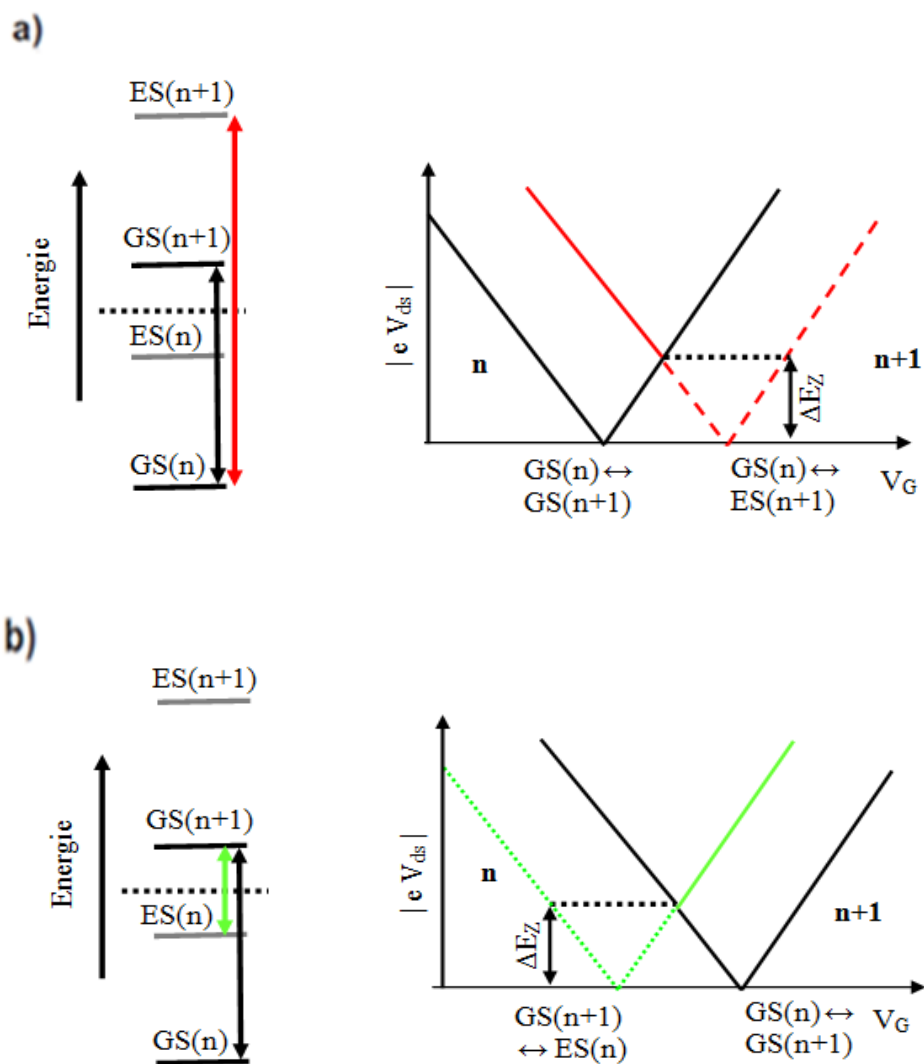 a)
ES(n+1)
GS(n+1)
ES(n)
GS(n)
Energie
| e Vds |
n
n+1
ΔEZ
GS(n) ↔
GS(n+1)
GS(n) ↔
ES(n+1)
VG
b)
ES(n+1)
GS(n+1)
ES(n)
GS(n)
Energie
| e Vds |
n
n+1
ΔEZ
GS(n+1)
↔ ES(n)
GS(n) ↔
GS(n+1)
VG